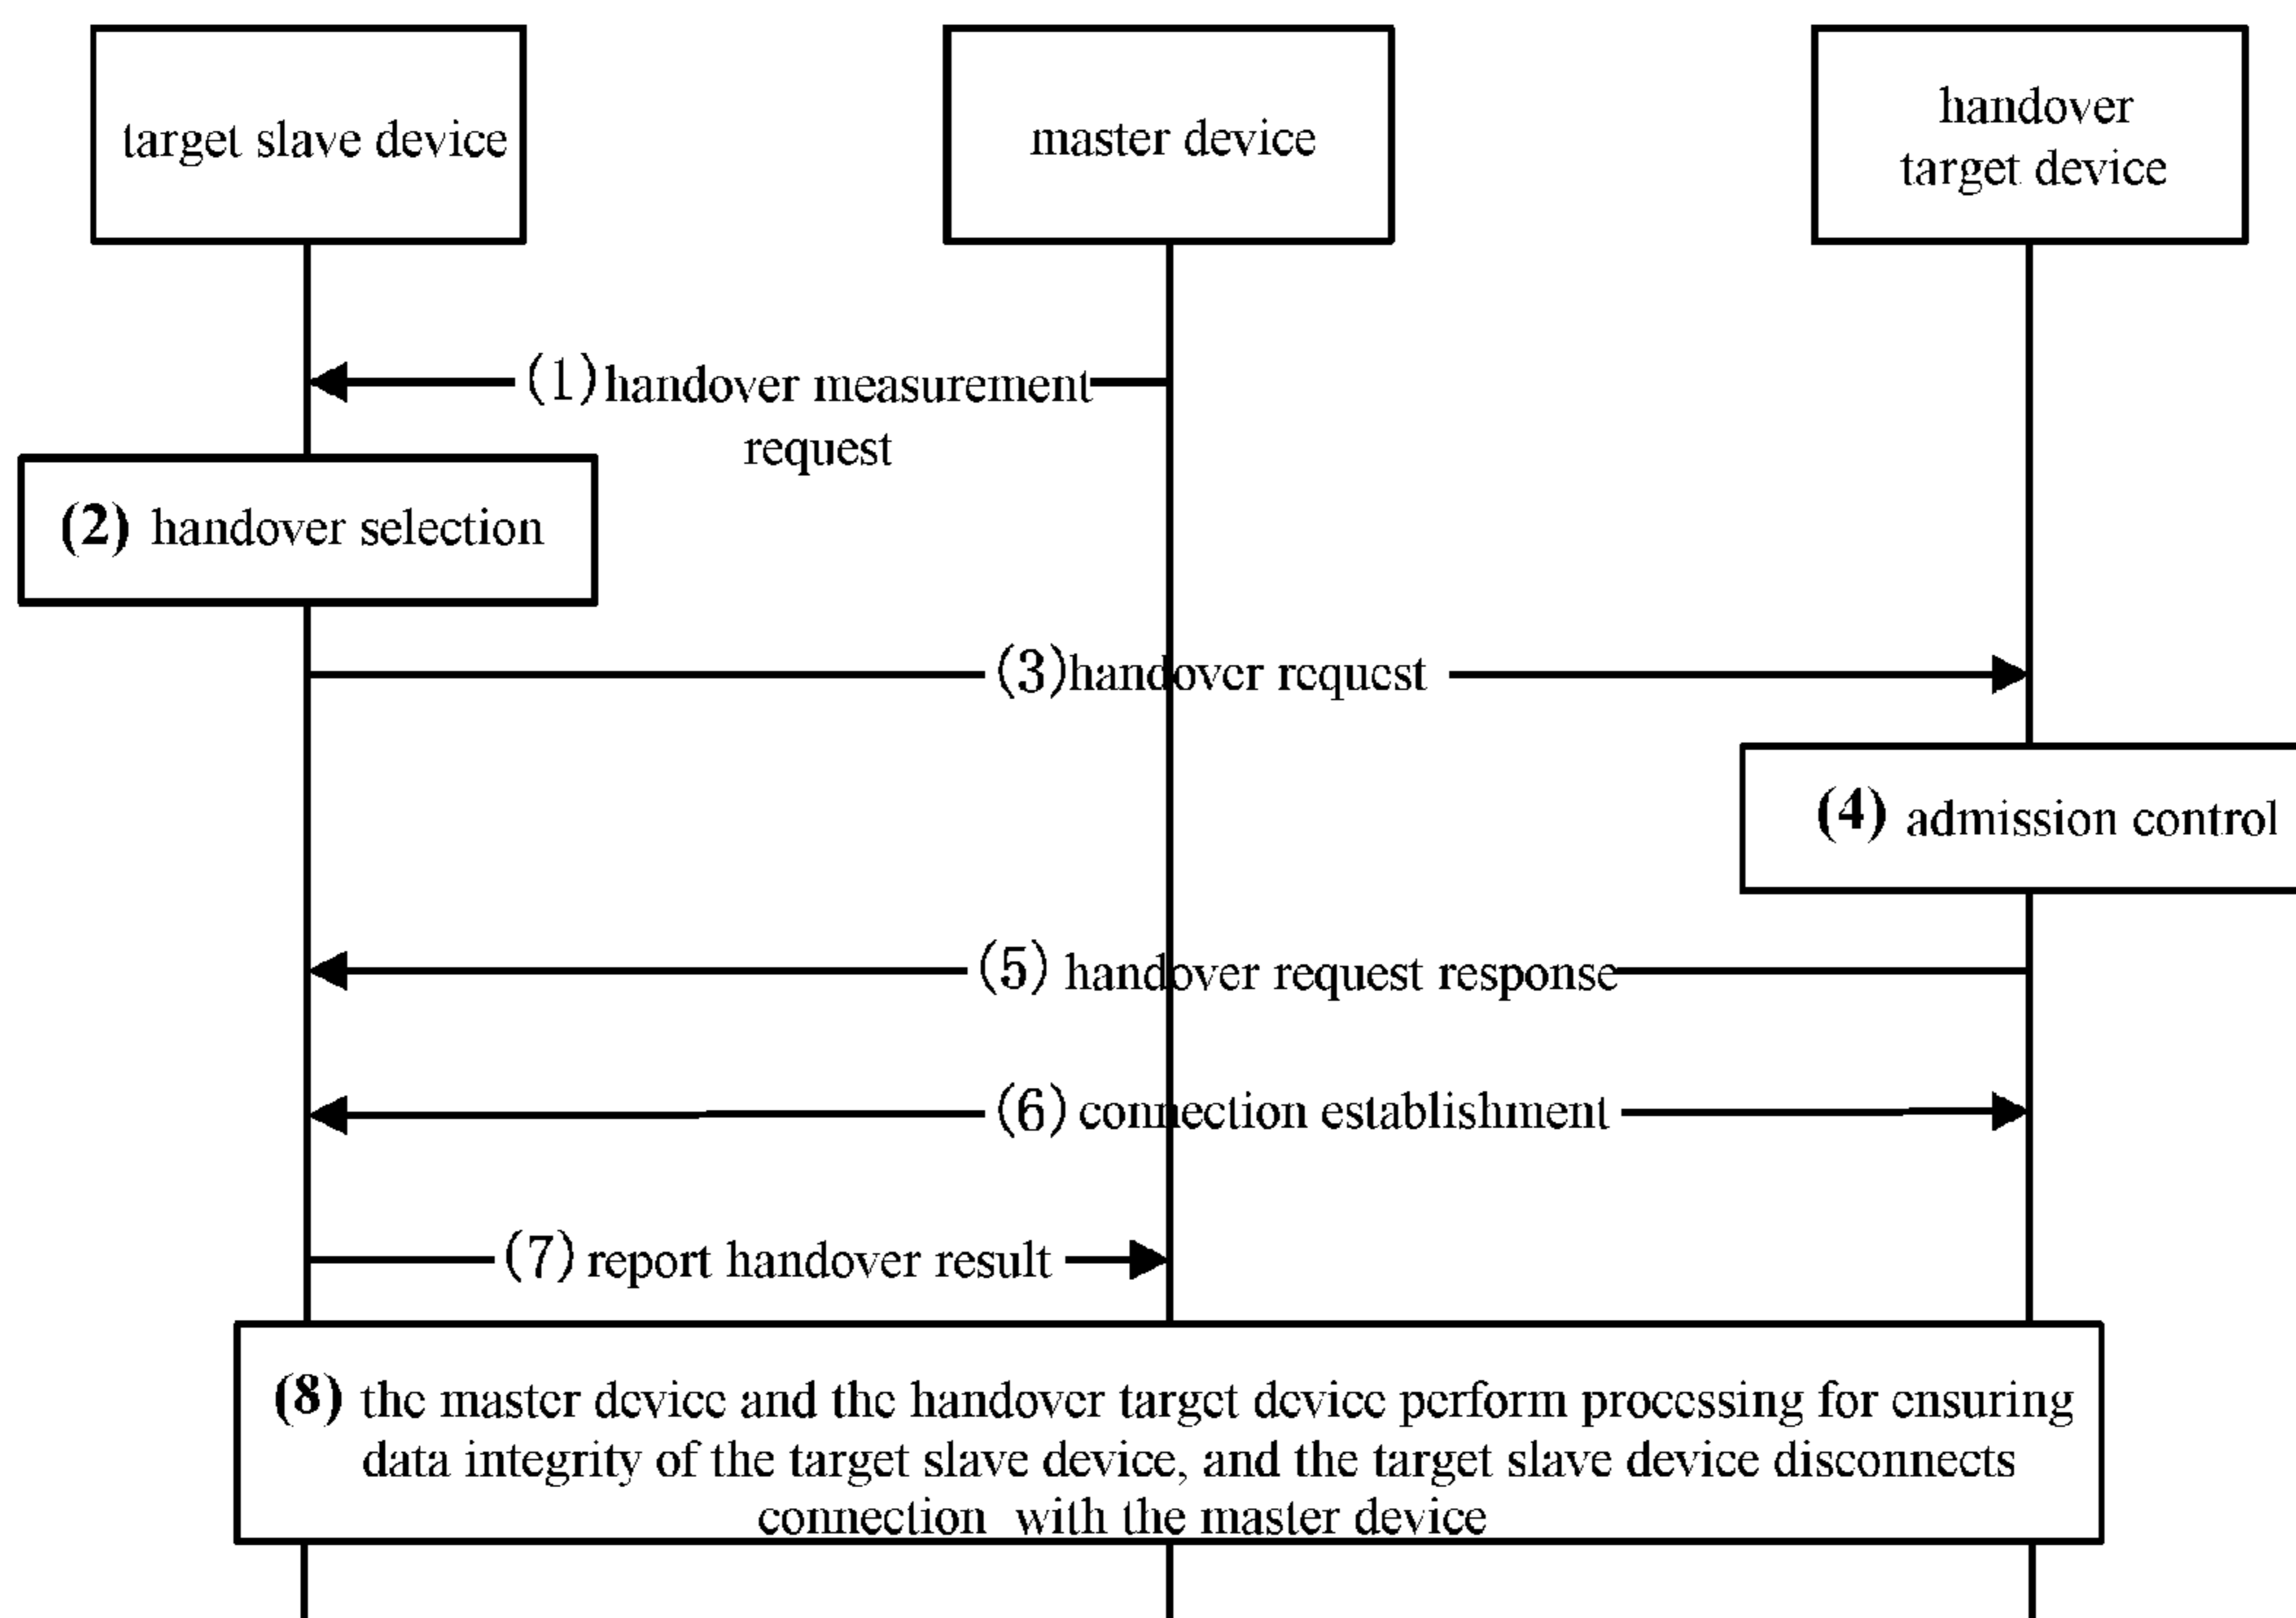 target slave device
master device
handover
target device
(1) handover measurement
request
(2) handover selection
(3) handover request
(4) admission control
(5) handover request response
(6) connection establishment
(7) report handover result
(8) the master device and the handover target device perform processing for ensuring
data integrity of the target slave device, and the target slave device disconnects
connection with the master device